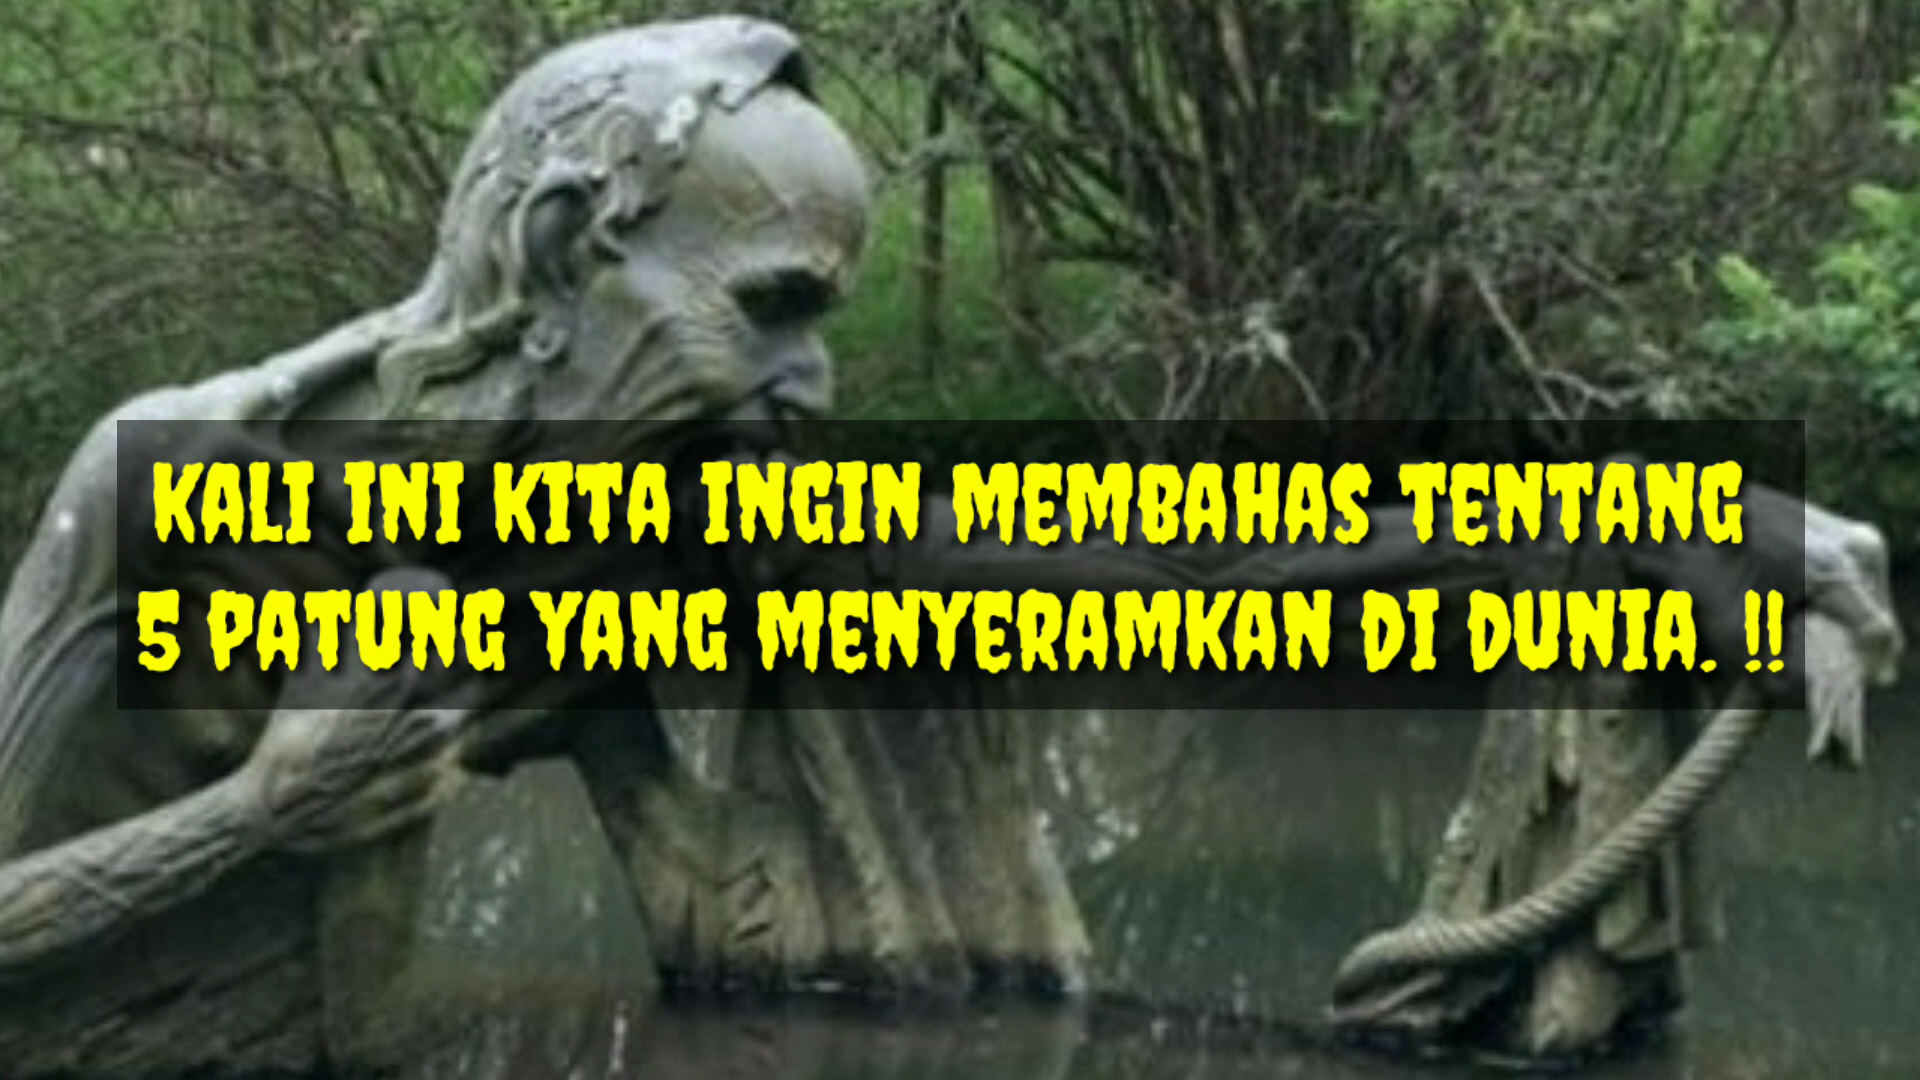 KALI INI KITA INGIN MEMBAHAS TENTANG
5 PATUNG YANG MENYERAMKAN DI DUNIA. !!